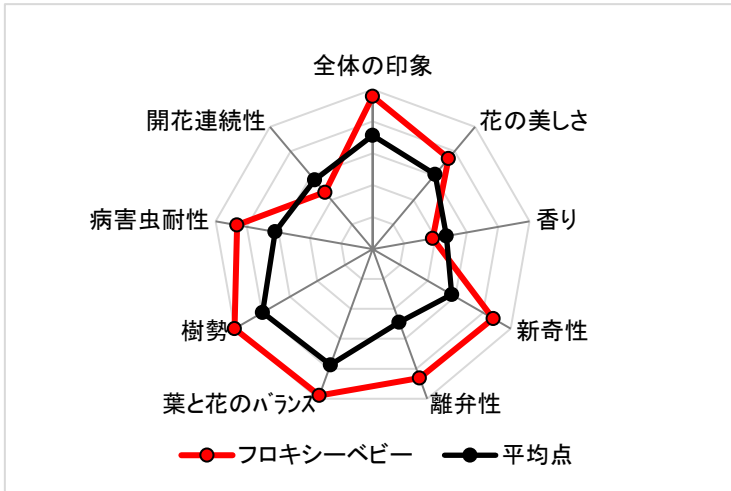 全体の印象
花の美しさ
香り
新奇性
離弁性
葉と花のﾊﾞﾗﾝｽ
樹勢
病害虫耐性
開花連続性
フロキシーベビー
平均点